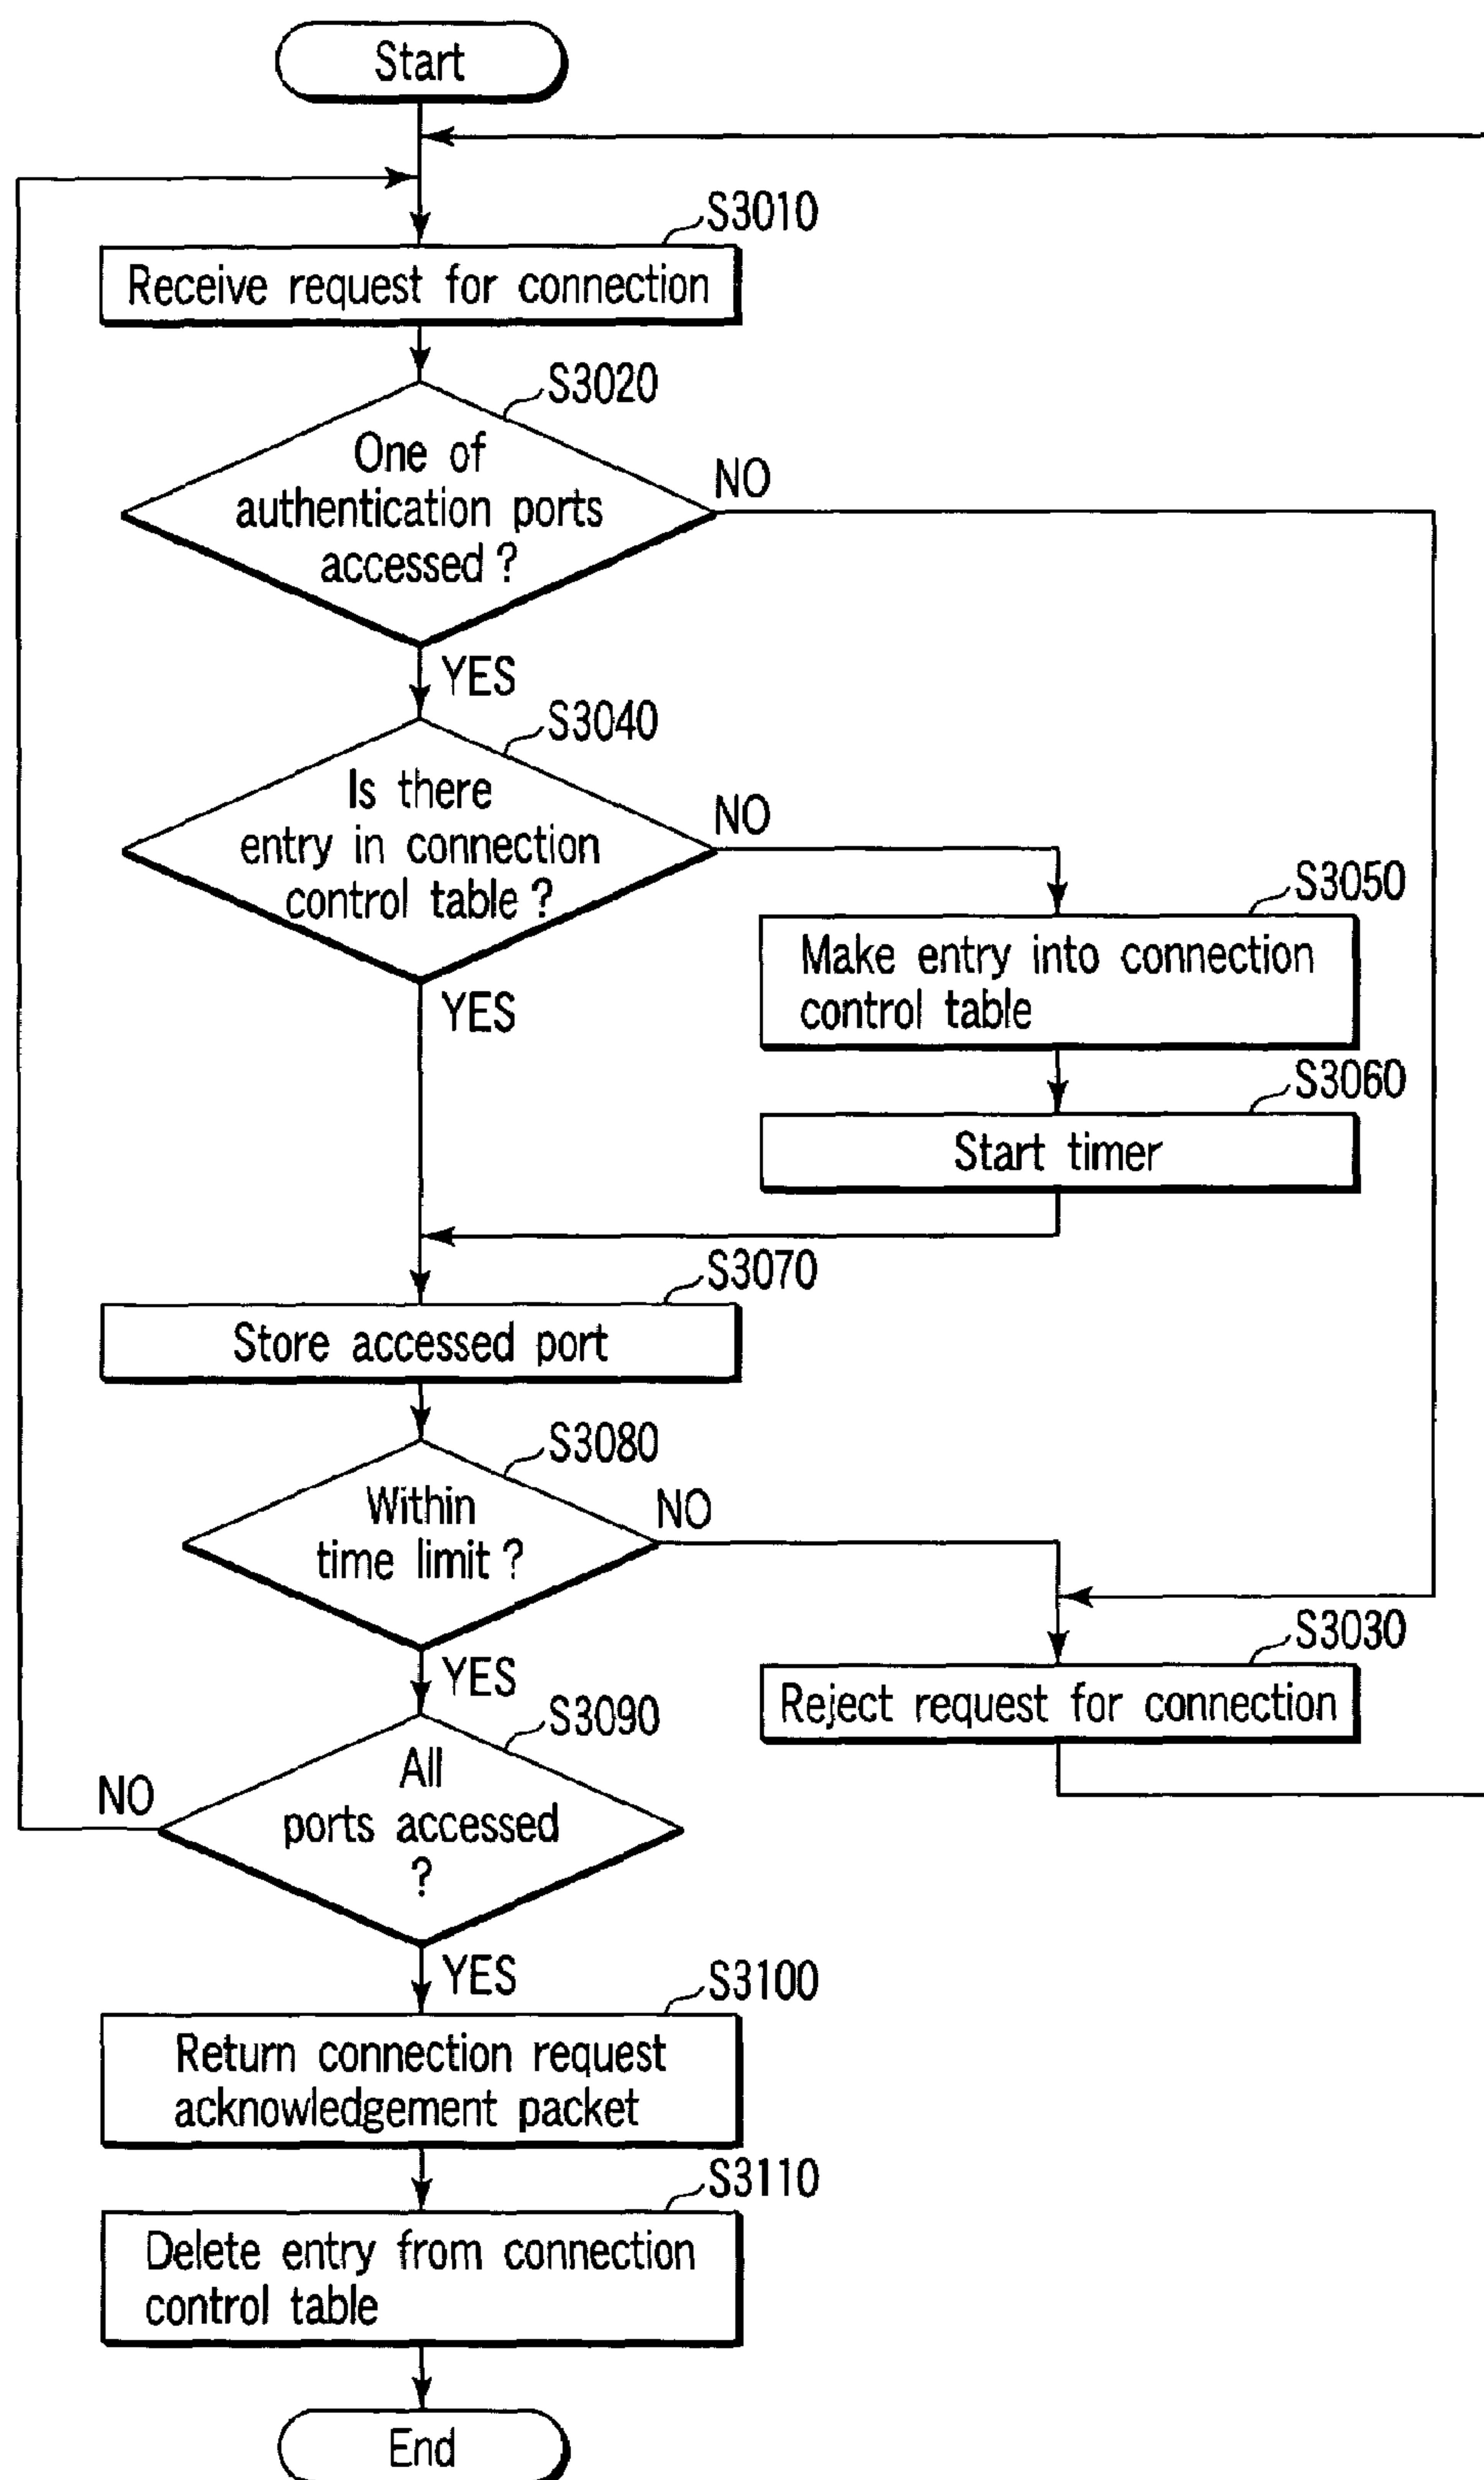 Start
S3010
Receive request for connection
S3020
One of
authentication ports
accessed ?
NO
YES
S3040
Is there
entry in connection
control table ?
NO
YES
S3050
Make entry into connection
control table
S3060
Start timer
S3070
Store accessed port
S3080
Within
time limit ?
NO
YES
S3030
Reject request for connection
S3090
All
ports accessed
?
NO
YES
S3100
Return connection request
acknowledgement packet
S3110
Delete entry from connection
control table
End